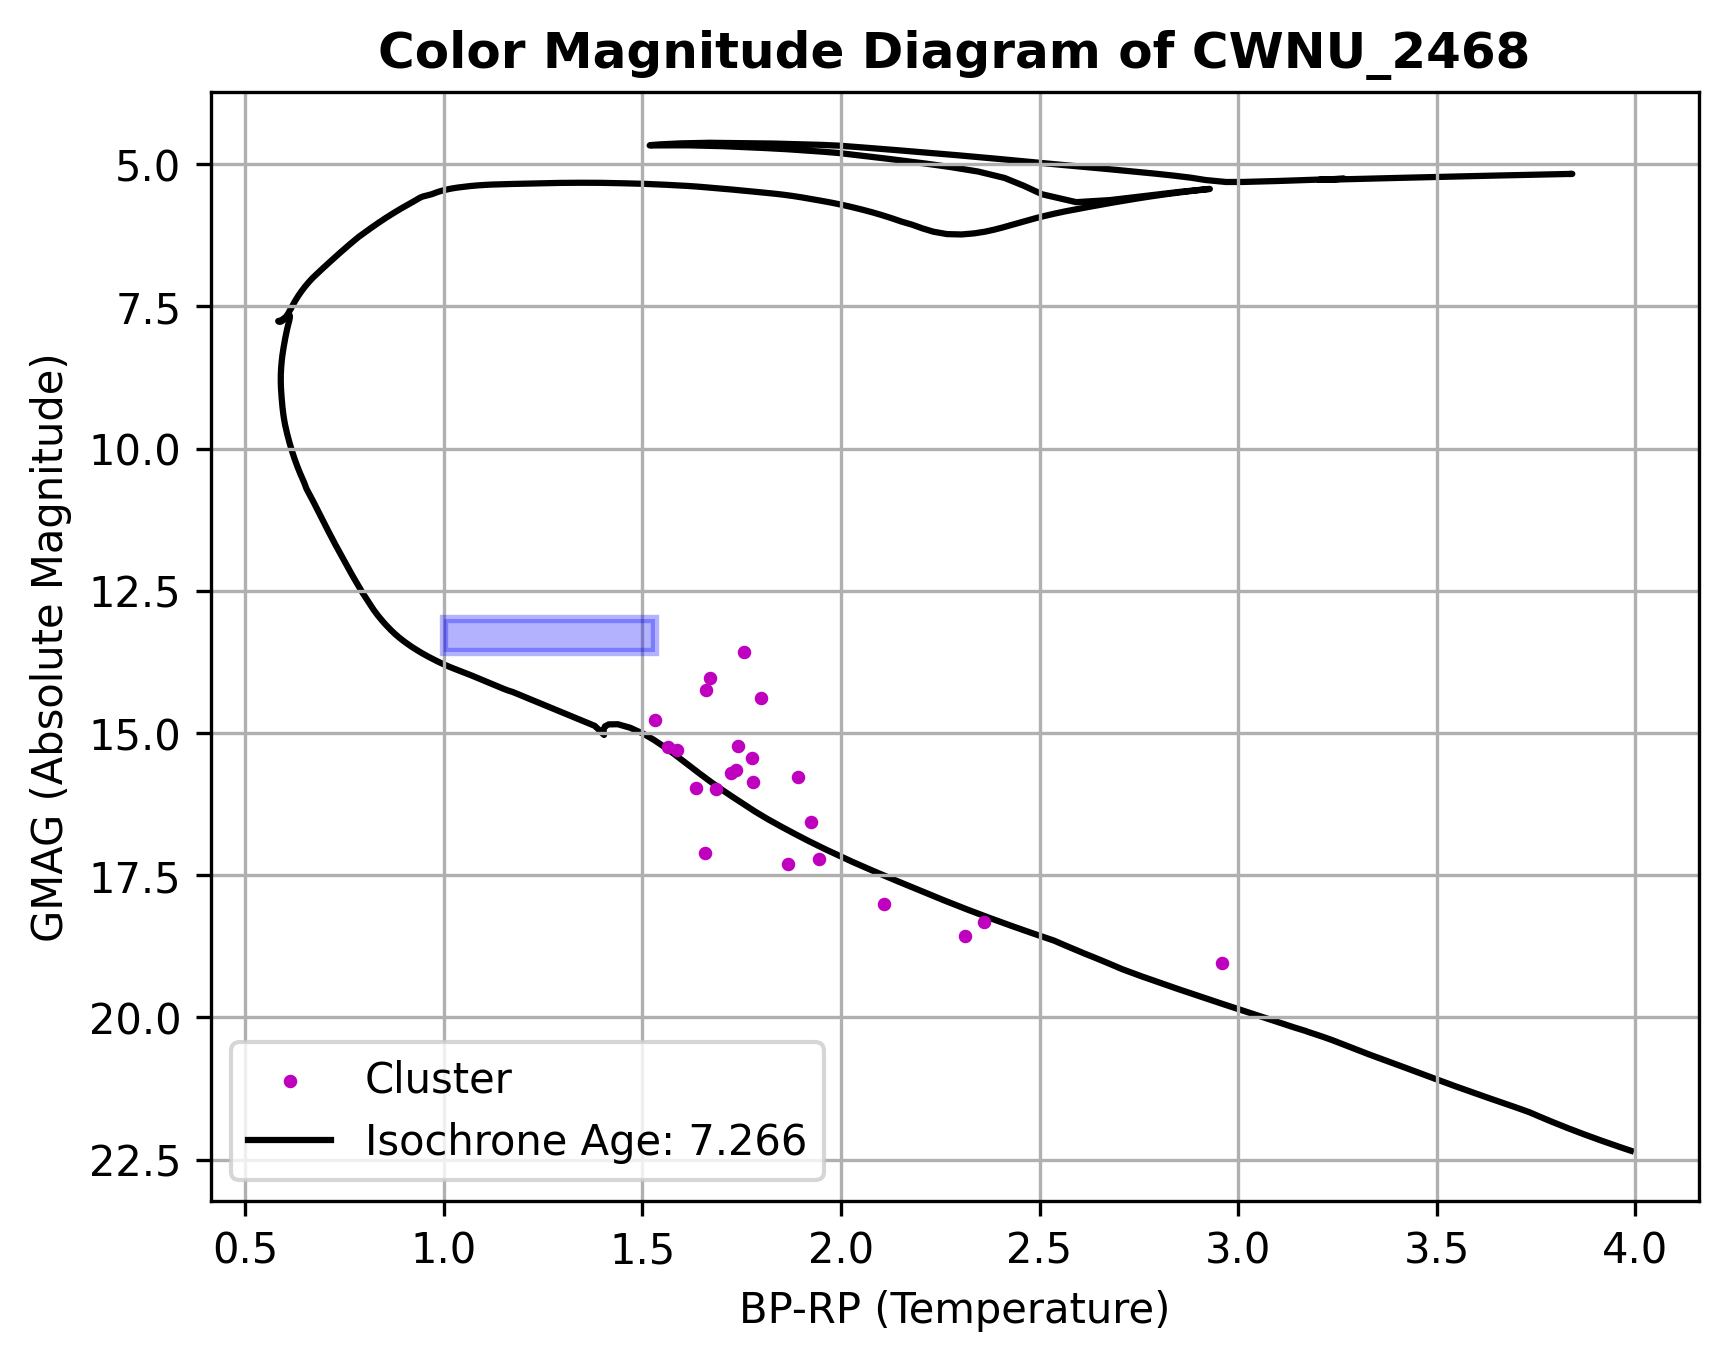 Color Magnitude Diagram of CWNU_2468
GMAG (Absolute Magnitude)
5.0
7.5
10.0
12.5
15.0
17.5
20.0
22.5
Cluster
Isochrone Age: 7.266
0.5 1.0 1.5 2.0 2.5 3.0 3.5 4.0
BP-RP (Temperature)